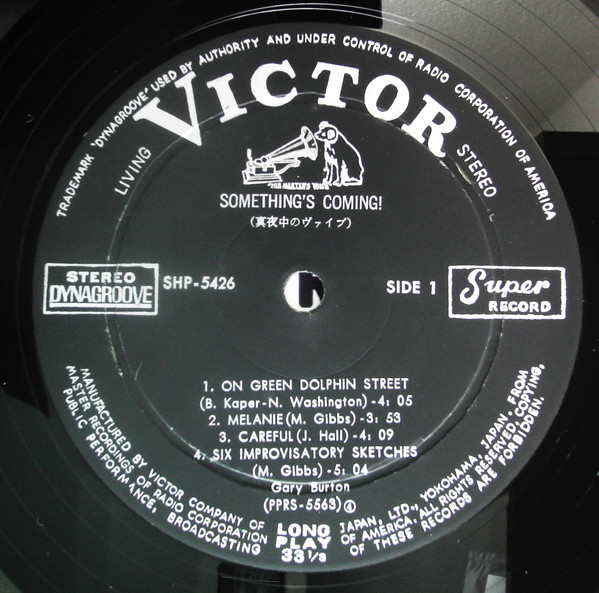 TRADEMARK "DYNAGROOVE" USED BY AUTHORITY AND UNDER CONTROL OF RADIO CORPORATION OF AMERICA
VICTOR
LIVING
STEREO
"HIS MASTER'S VOICE"
SOMETHING'S COMING!
(真夜中のヴァイブ)
STEREO
DYNAGROOVE
SHP-5426
SIDE 1
Super
RECORD
1. ON GREEN DOLPHIN STREET
(B. Kaper-N. Washington)-4: 05
2. MELANIE(M. Gibbs)-3: 53
3. CAREFUL(J. Hall)-4: 09
4. SIX IMPROVISATORY SKETCHES
(M. Gibbs)-5: 04
Gary Burton
(PPRS-5563)④
LONG
PLAY
33⅓
MANUFACTURED BY VICTOR COMPANY OF JAPAN, LTD., YOKOHAMA, JAPAN, FROM
MASTER RECORDINGS OF RADIO CORPORATION OF AMERICA. ALL RIGHTS RESERVED, COPYING,
PUBLIC PERFORMANCE, BROADCASTING OF THESE RECORDS ARE FORBIDDEN.